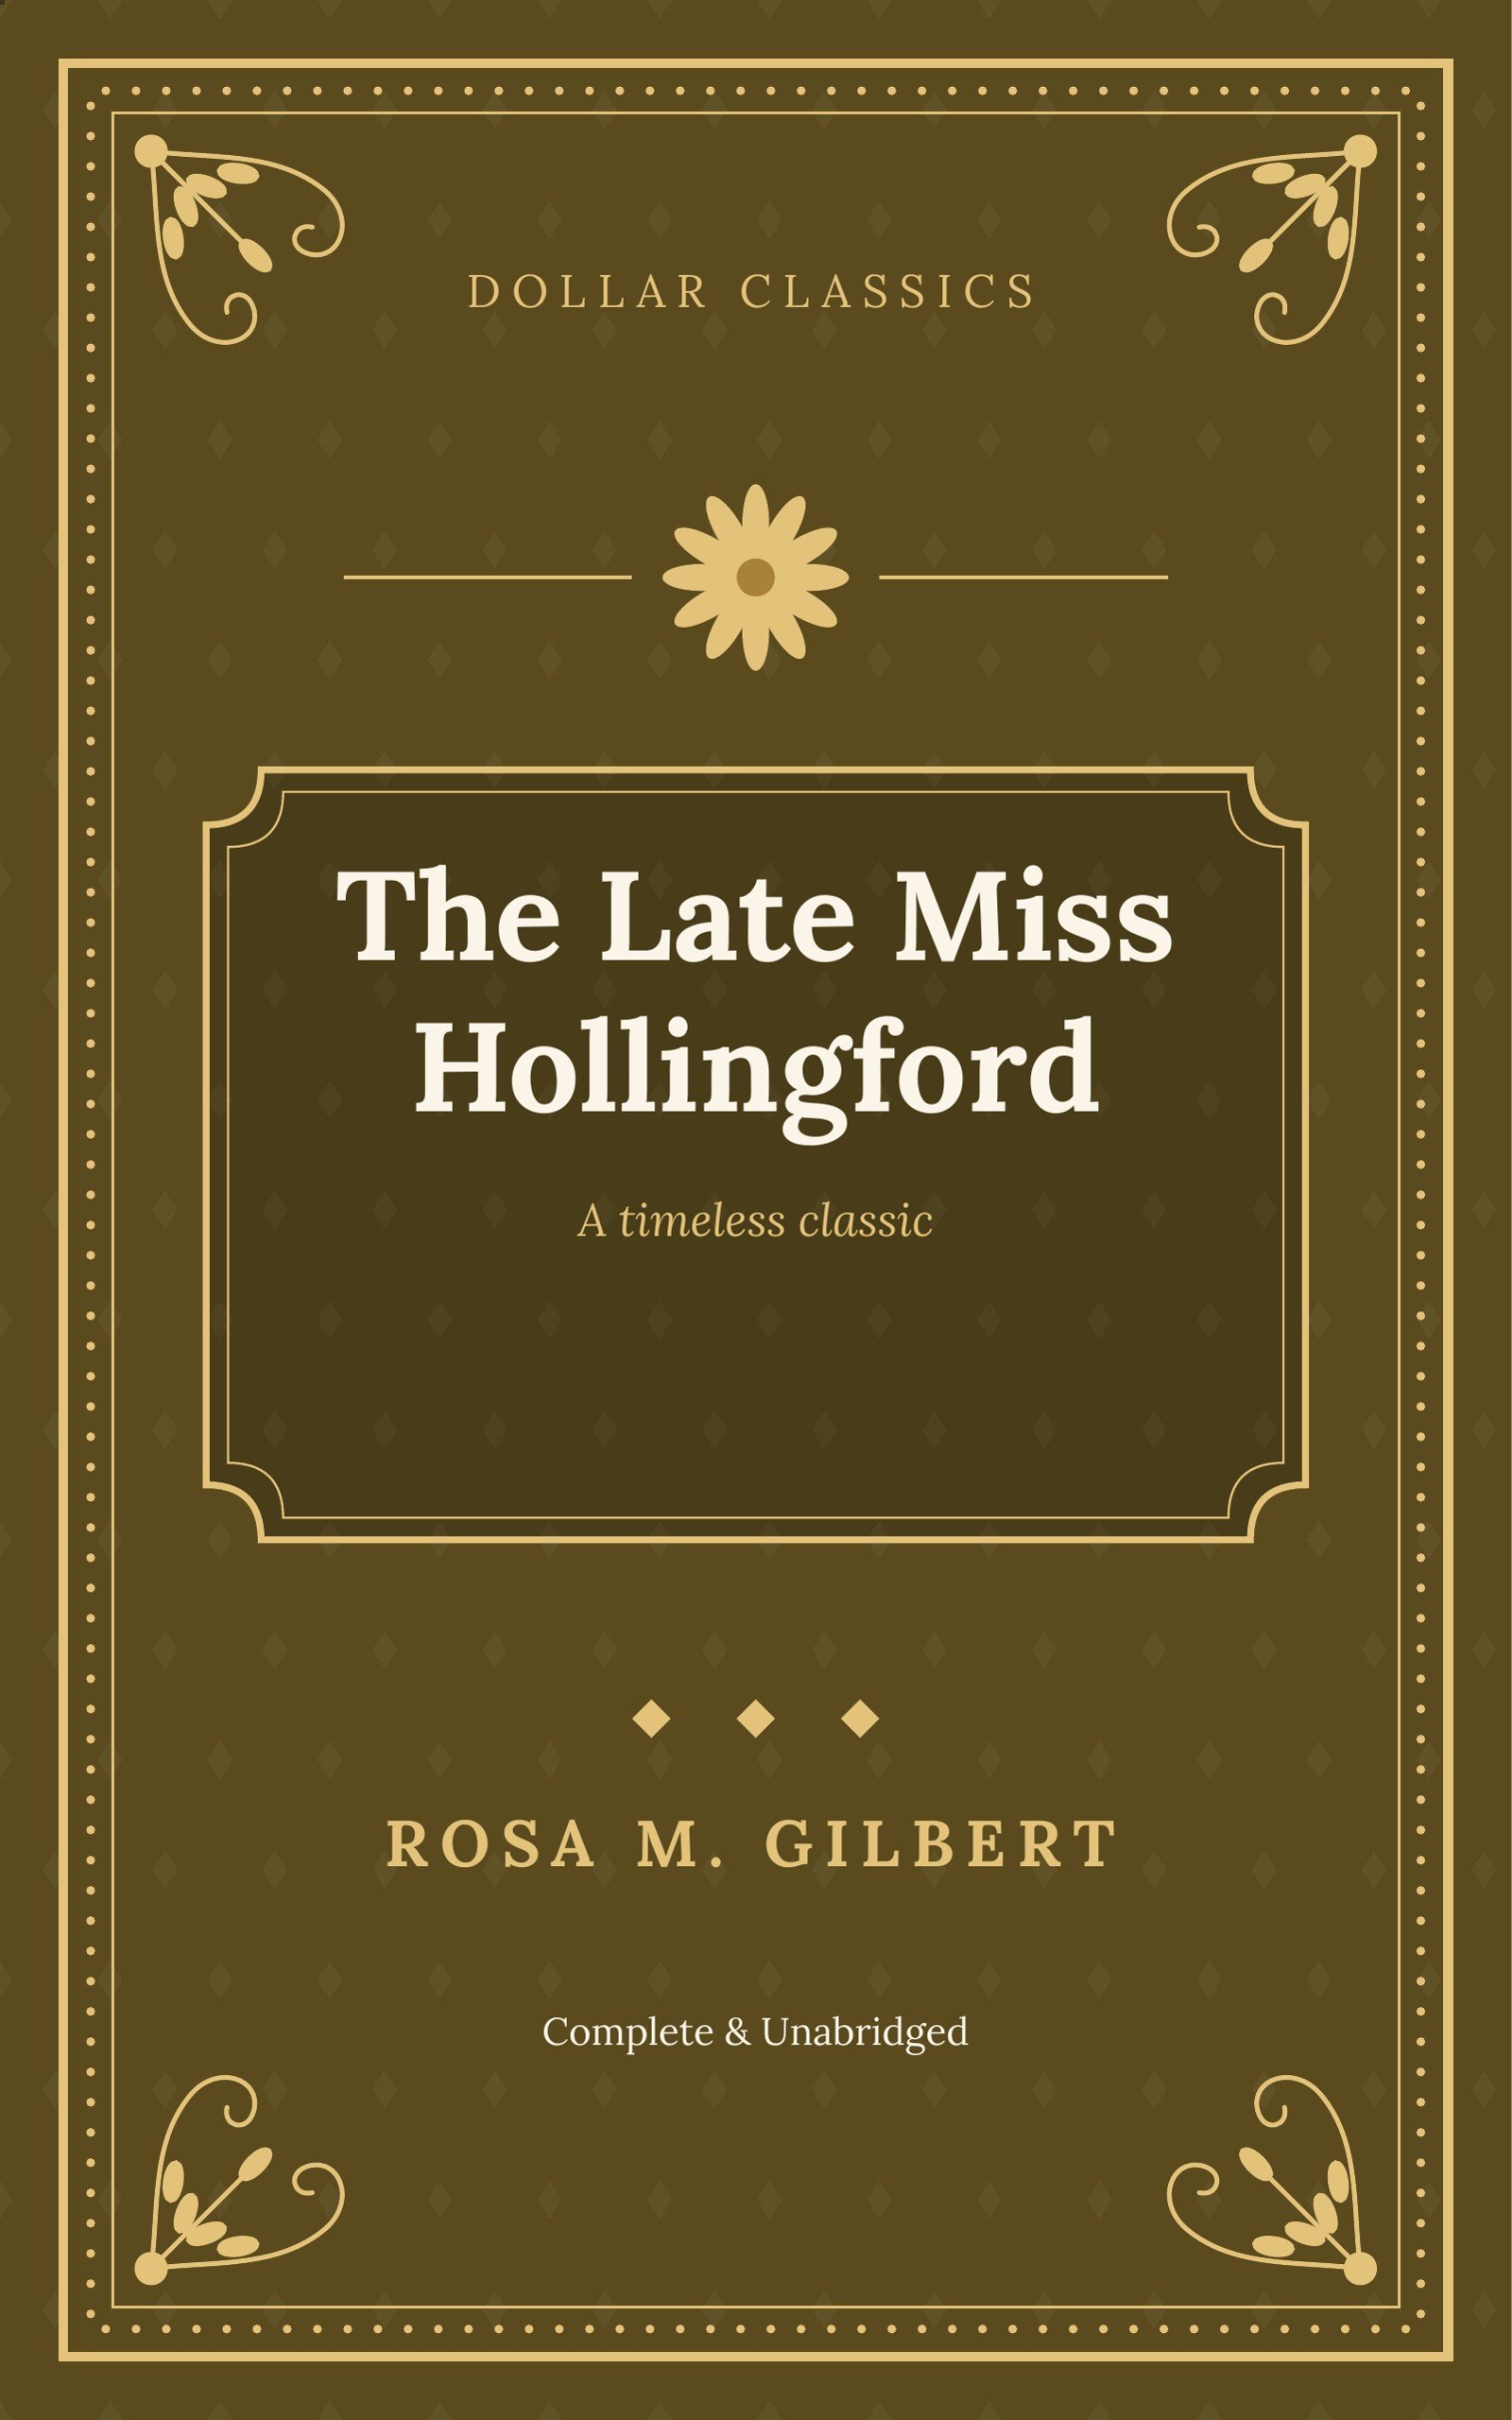 DOLLAR CLASSICS
The Late Miss
Hollingford
A timeless classic
ROSA M. GILBERT
Complete & Unabridged